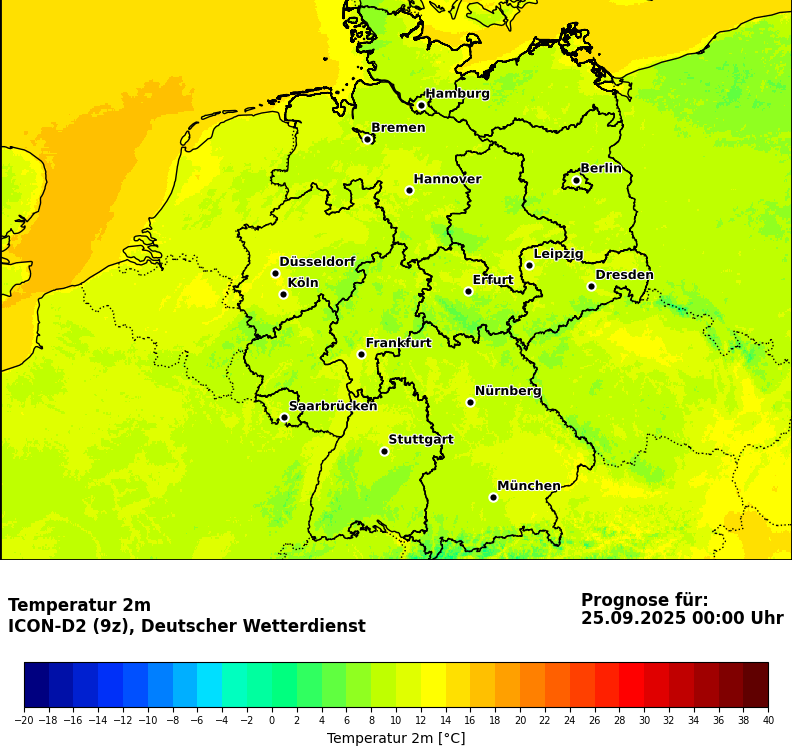 Hamburg
Bremen
Berlin
Hannover
Leipzig
Düsseldorf
Dresden
Köln
Erfurt
Frankfurt
Nürnberg
Saarbrücken
Stuttgart
München
Temperatur 2m
ICON-D2 (9z), Deutscher Wetterdienst
Prognose für:
25.09.2025 00:00 Uhr
−20 −18 −16 −14 −12 −10 −8 −6 −4 −2 0 2 4 6 8 10 12 14 16 18 20 22 24 26 28 30 32 34 36 38 40
Temperatur 2m [°C]